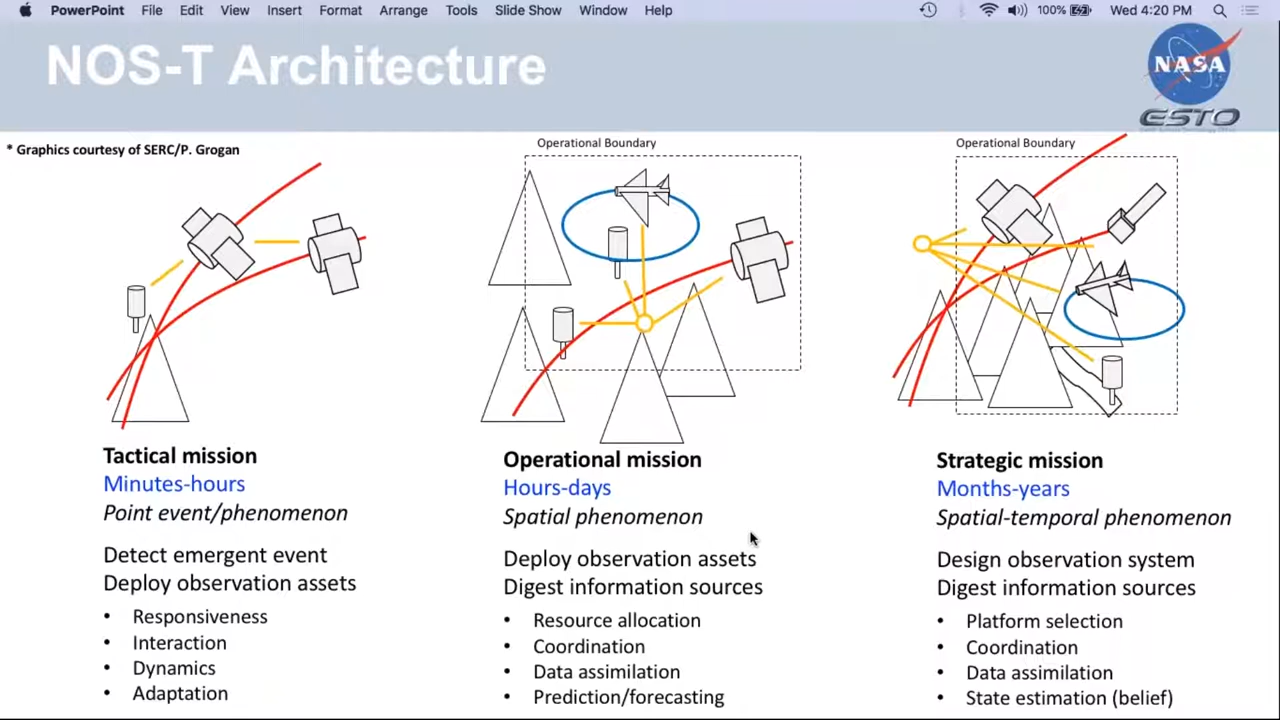 PowerPoint File Edit View Insert Format Arrange Tools Slide Show Window Help 100% Wed 4:20 PM
NOS-T Architecture
NASA
ESTO
* Graphics courtesy of SERC/P. Grogan
Operational Boundary
Operational Boundary
Tactical mission
Minutes-hours
Point event/phenomenon
Detect emergent event
Deploy observation assets
• Responsiveness
• Interaction
• Dynamics
• Adaptation
Operational mission
Hours-days
Spatial phenomenon
Deploy observation assets
Digest information sources
• Resource allocation
• Coordination
• Data assimilation
• Prediction/forecasting
Strategic mission
Months-years
Spatial-temporal phenomenon
Design observation system
Digest information sources
• Platform selection
• Coordination
• Data assimilation
• State estimation (belief)